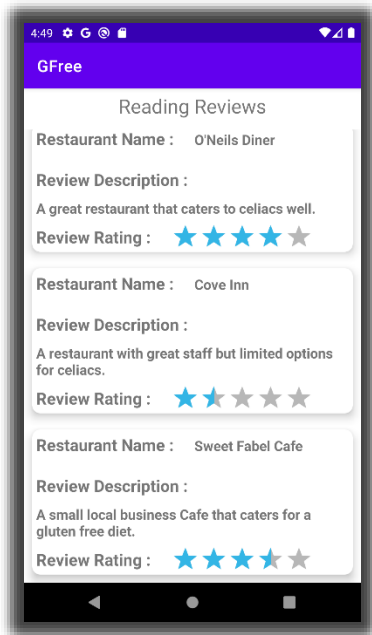 4:49
GFree
Reading Reviews
Restaurant Name : O'Neils Diner
Review Description :
A great restaurant that caters to celiacs well.
Review Rating :
Restaurant Name : Cove Inn
Review Description :
A restaurant with great staff but limited options
for celiacs.
Review Rating :
Restaurant Name : Sweet Fabel Cafe
Review Description :
A small local business Cafe that caters for a
gluten free diet.
Review Rating :